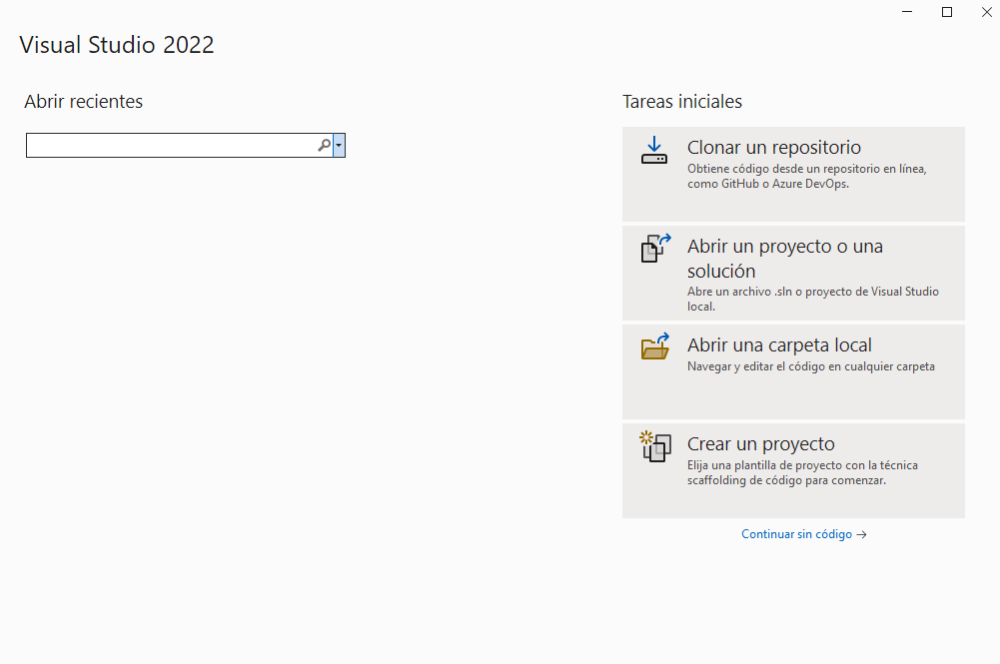 Visual Studio 2022
Abrir recientes
Tareas iniciales
Clonar un repositorio
Obtiene código desde un repositorio en línea,
como GitHub o Azure DevOps.
Abrir un proyecto o una
solución
Abre un archivo .sln o proyecto de Visual Studio
local.
Abrir una carpeta local
Navegar y editar el código en cualquier carpeta
Crear un proyecto
Elija una plantilla de proyecto con la técnica
scaffolding de código para comenzar.
Continuar sin código →